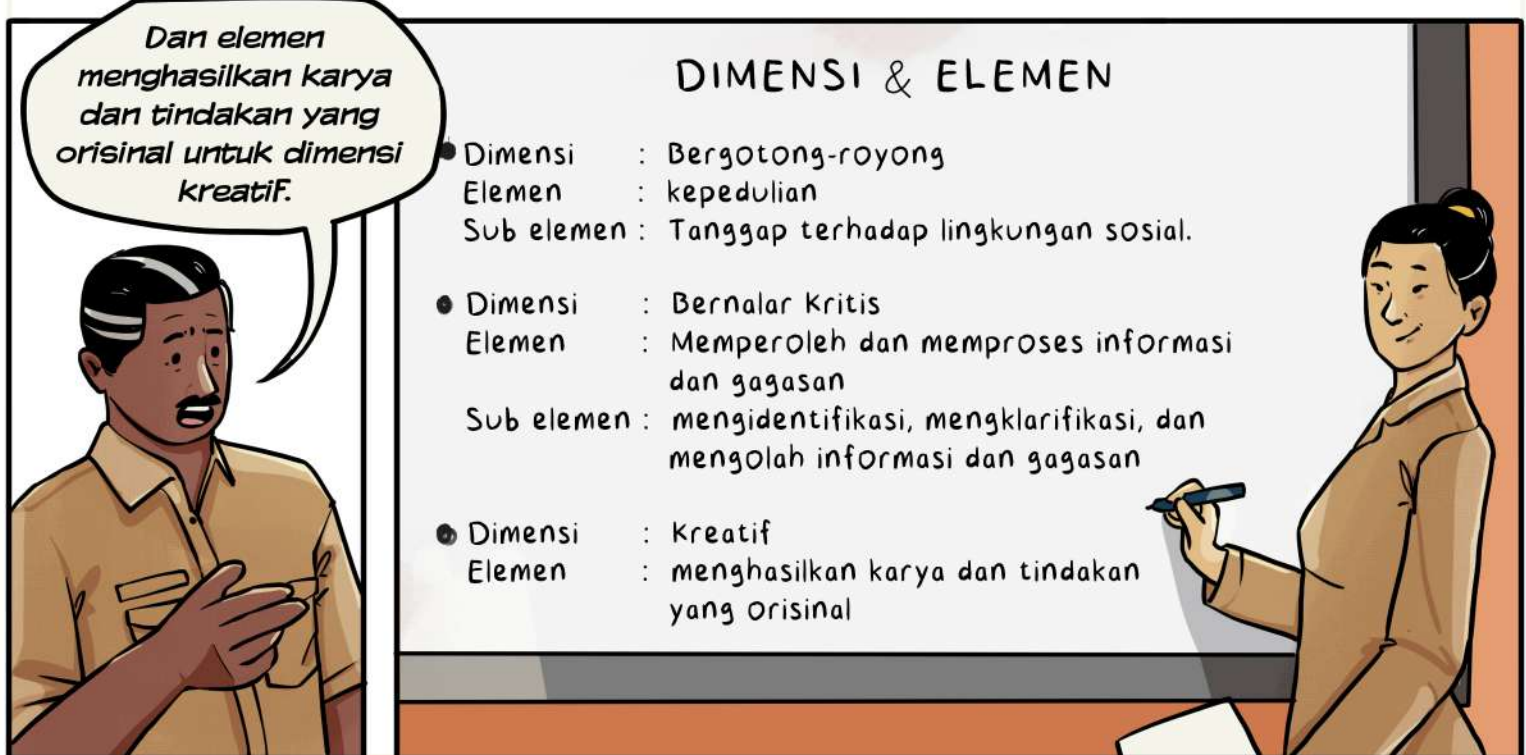 Dan elemen
menghasilkan karya
dan tindakan yang
orisinal untuk dimensi
kreatif.
DIMENSI & ELEMEN
Dimensi : Bergotong-royong
Elemen : kepedulian
Sub elemen : Tanggap terhadap lingkungan sosial.
Dimensi : Bernalar Kritis
Elemen : Memperoleh dan memproses informasi
dan gagasan
Sub elemen : mengidentifikasi, mengklarifikasi, dan
mengolah informasi dan gagasan
Dimensi : Kreatif
Elemen : menghasilkan karya dan tindakan
yang orisinal